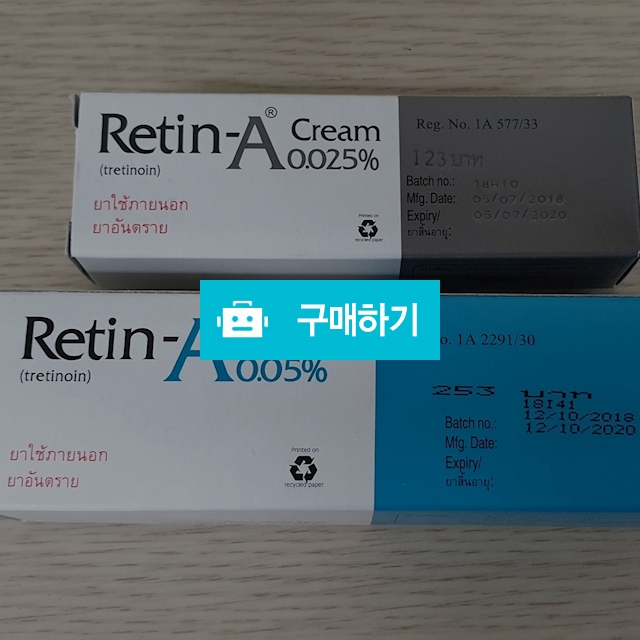 Retin-A® Cream 0.025%
(tretinoin)
ยาใช้ภายนอก
ยาอันตราย
Printed on
recycled paper
Reg. No. 1A 577/33
123บาท
Batch no.: 18H10
Mfg. Date: 05/07/2018
Expiry/ 05/07/2020
ยาสิ้นอายุ:
구매하기
Retin-A 0.05%
(tretinoin)
ยาใช้ภายนอก
ยาอันตราย
Printed on
recycled paper
o. 1A 2291/30
253 บาท
18I41
12/10/2018
12/10/2020
Batch no.:
Mfg. Date:
Expiry/
ยาสิ้นอายุ: